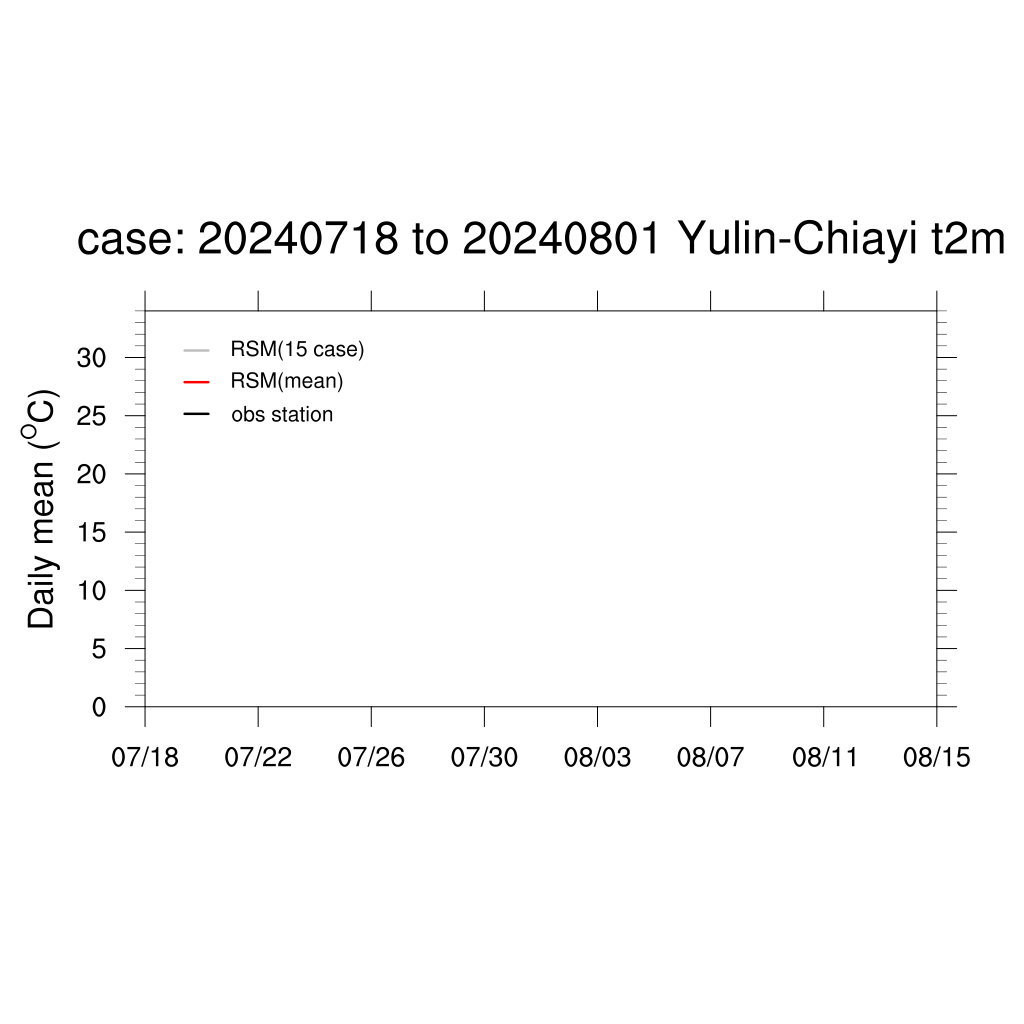 case: 20240718 to 20240801 Yulin-Chiayi t2m
RSM(15 case)
RSM(mean)
obs station
Daily mean (°C)
30
25
20
15
10
5
0
07/18 07/22 07/26 07/30 08/03 08/07 08/11 08/15